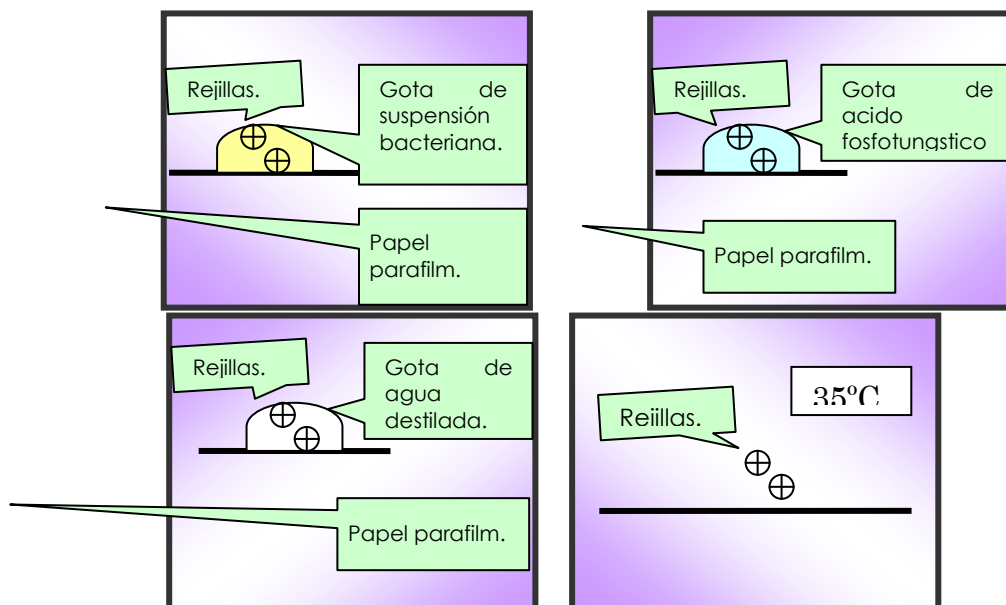 Rejillas.
Gota de
suspensión
bacteriana.
Papel
parafilm.
Rejillas.
Gota de
acido
fosfotungstico
Papel parafilm.
Rejillas.
Gota de
agua
destilada.
Papel parafilm.
35ºC
Rejillas.